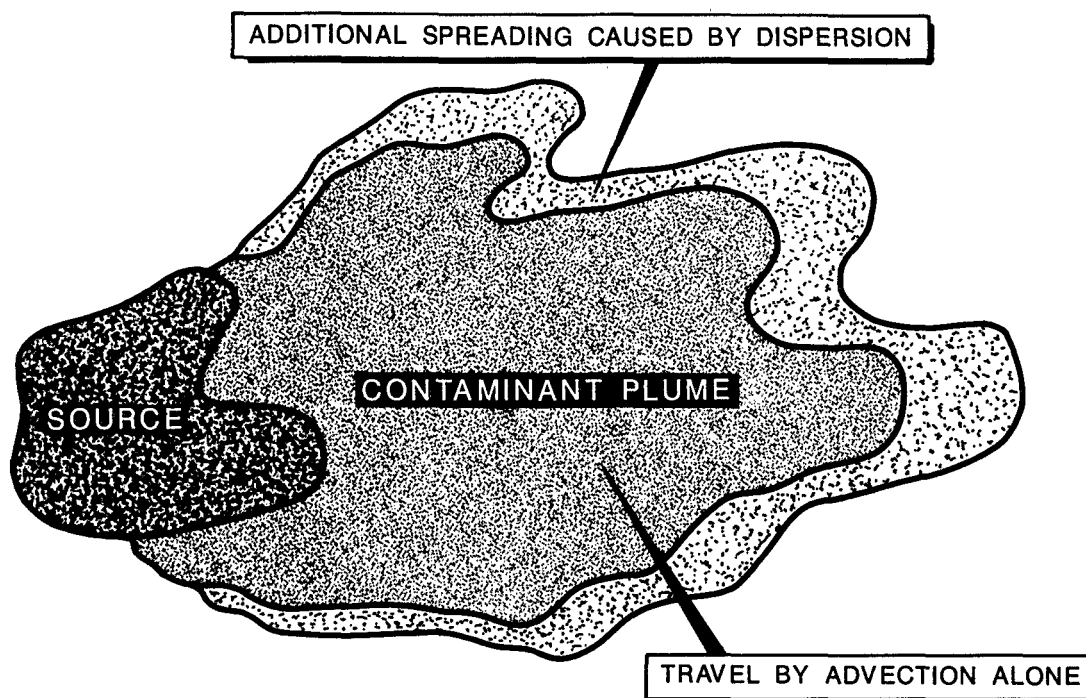 ADDITIONAL SPREADING CAUSED BY DISPERSION
CONTAMINANT PLUME
SOURCE
TRAVEL BY ADVECTION ALONE